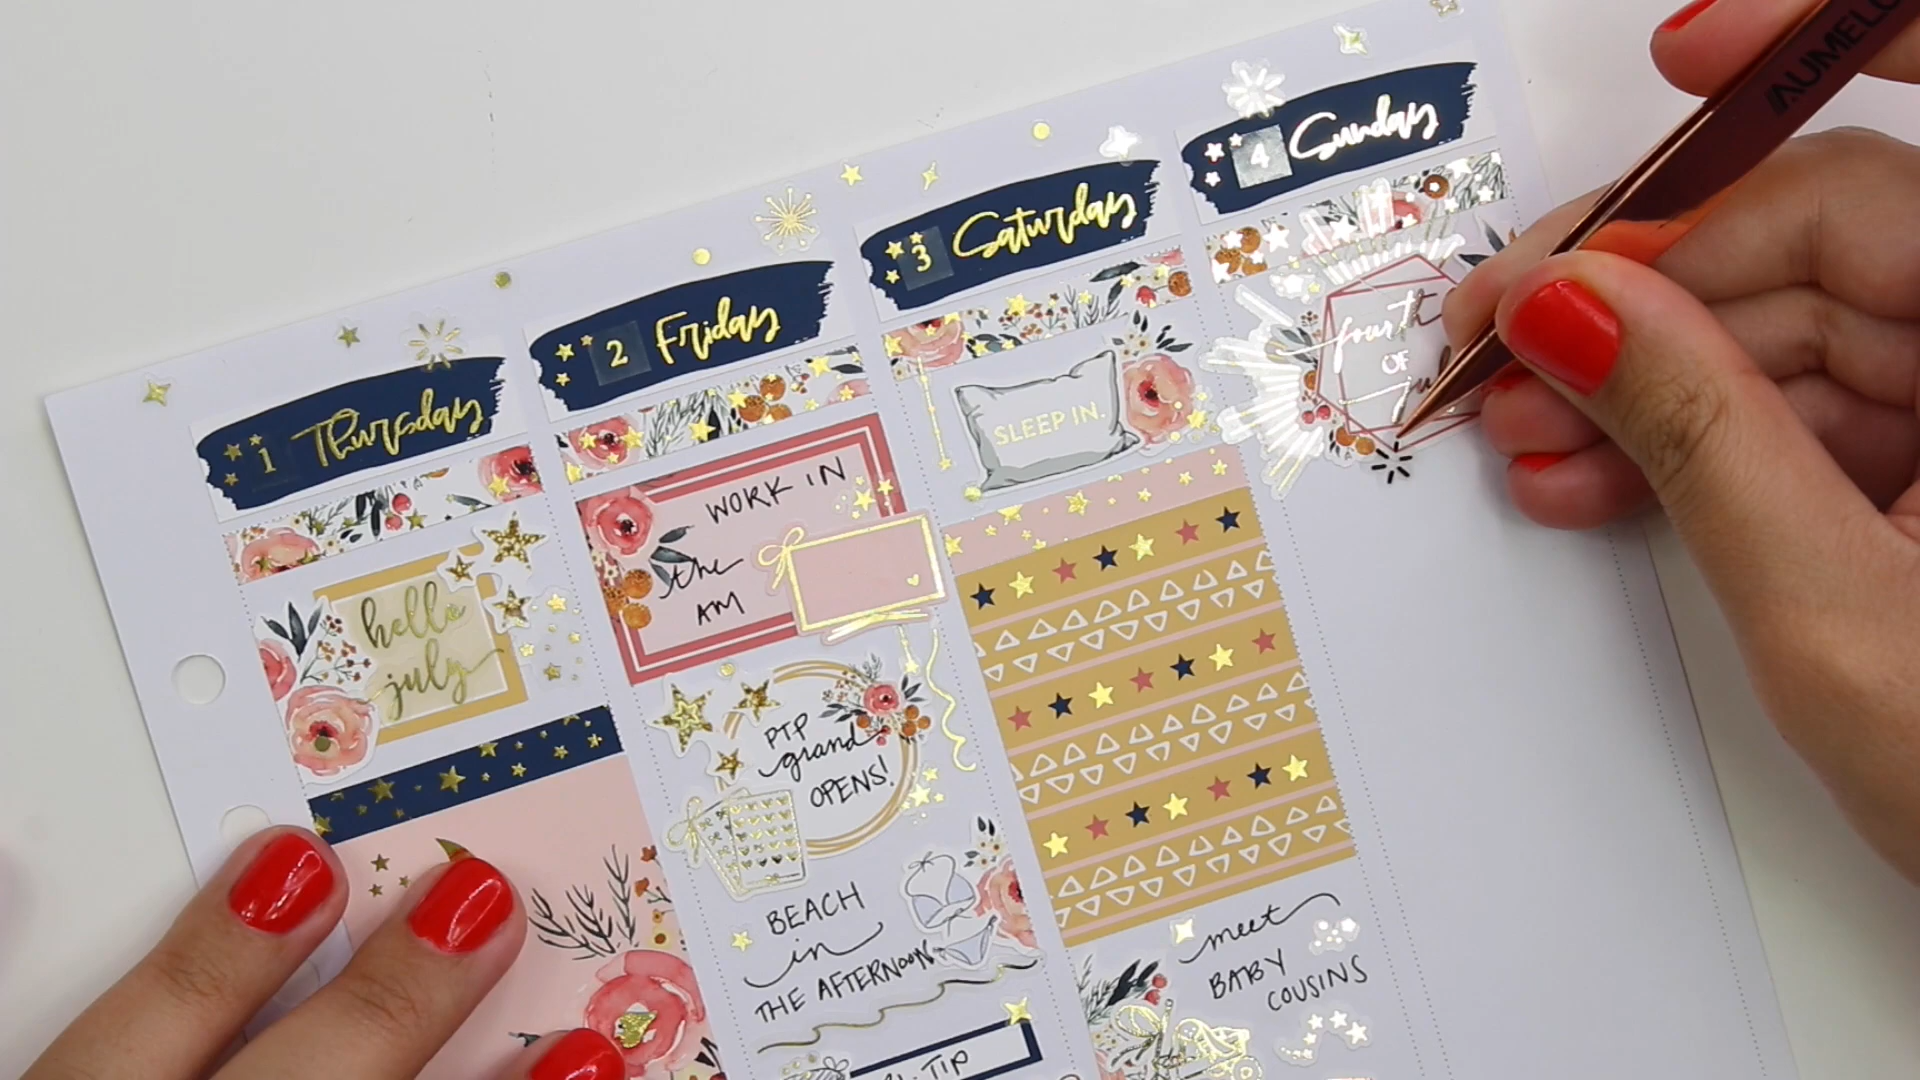 1 Thursday
hello
july
2 Friday
WORK IN
the
AM
PTP
grand
OPENS!
BEACH
in
THE AFTERNOON
TIP
3 Saturday
SLEEP IN.
meet
BABY
COUSINS
4 Sunday
fourth
OF